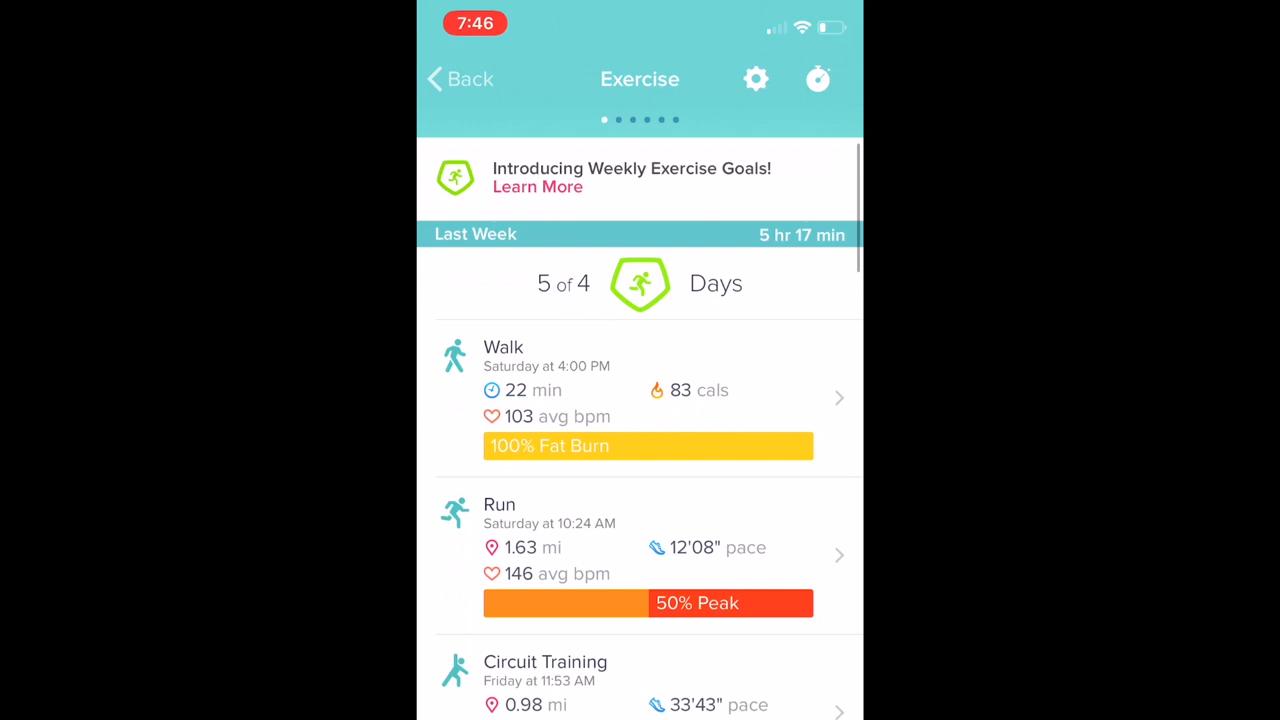 7:46
Back Exercise
Introducing Weekly Exercise Goals!
Learn More
Last Week 5 hr 17 min
5 of 4 Days
Walk
Saturday at 4:00 PM
22 min 83 cals
103 avg bpm
100% Fat Burn
Run
Saturday at 10:24 AM
1.63 mi 12'08" pace
146 avg bpm
50% Peak
Circuit Training
Friday at 11:53 AM
0.98 mi 33'43" pace